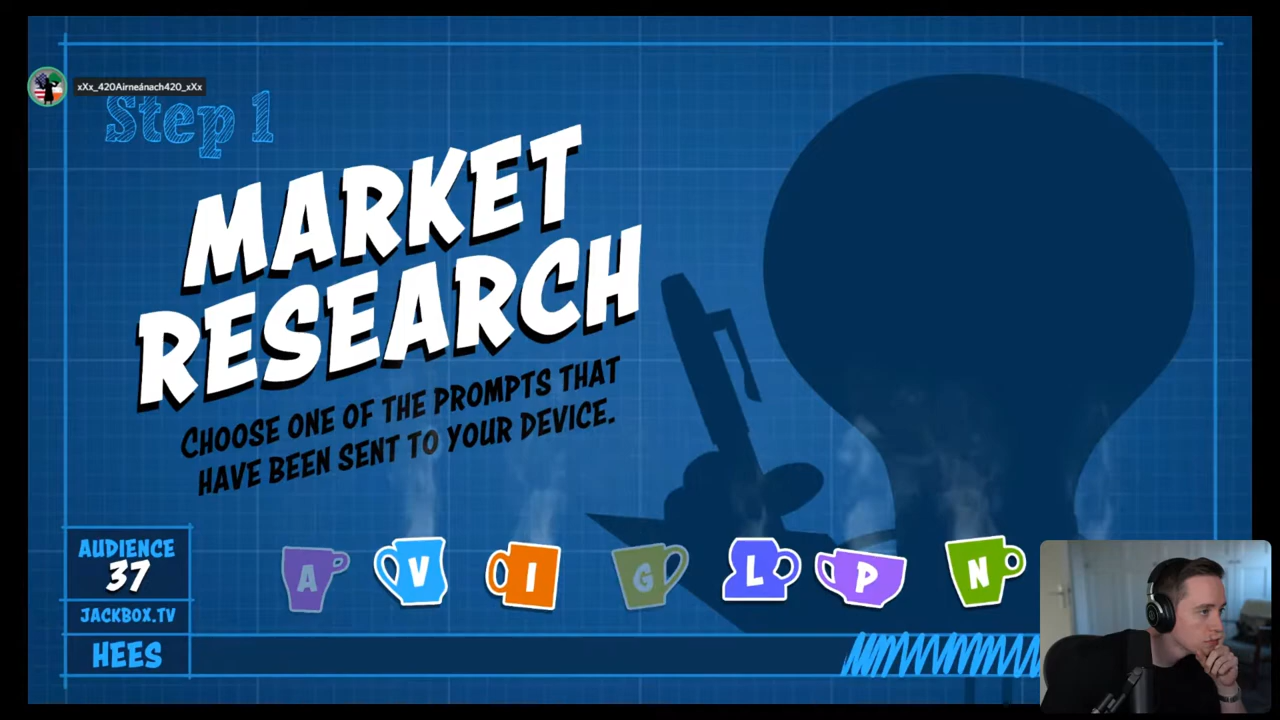 xXx_420Airneánach420_xXx
Step 1
MARKET
RESEARCH
CHOOSE ONE OF THE PROMPTS THAT
HAVE BEEN SENT TO YOUR DEVICE.
AUDIENCE
37
JACKBOX.TV
HEES
A V I G L P N